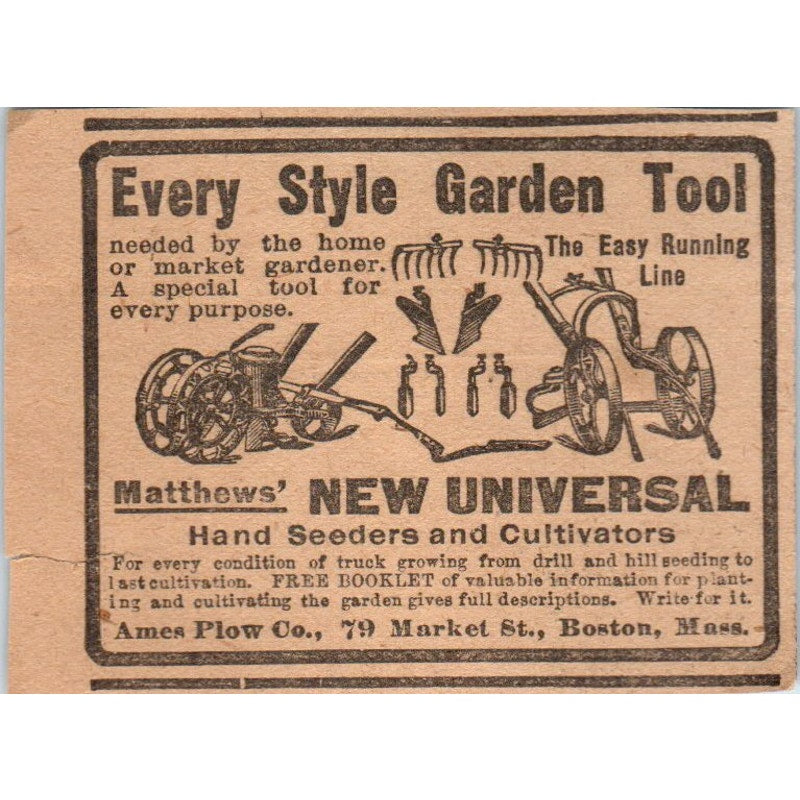 Every Style Garden Tool
needed by the home
or market gardener.
A special tool for
every purpose.
The Easy Running
Line
Matthews' NEW UNIVERSAL
Hand Seeders and Cultivators
For every condition of truck growing from drill and hill seeding to
last cultivation. FREE BOOKLET of valuable information for plant-
ing and cultivating the garden gives full descriptions. Write for it.
Ames Plow Co., 79 Market St., Boston, Mass.